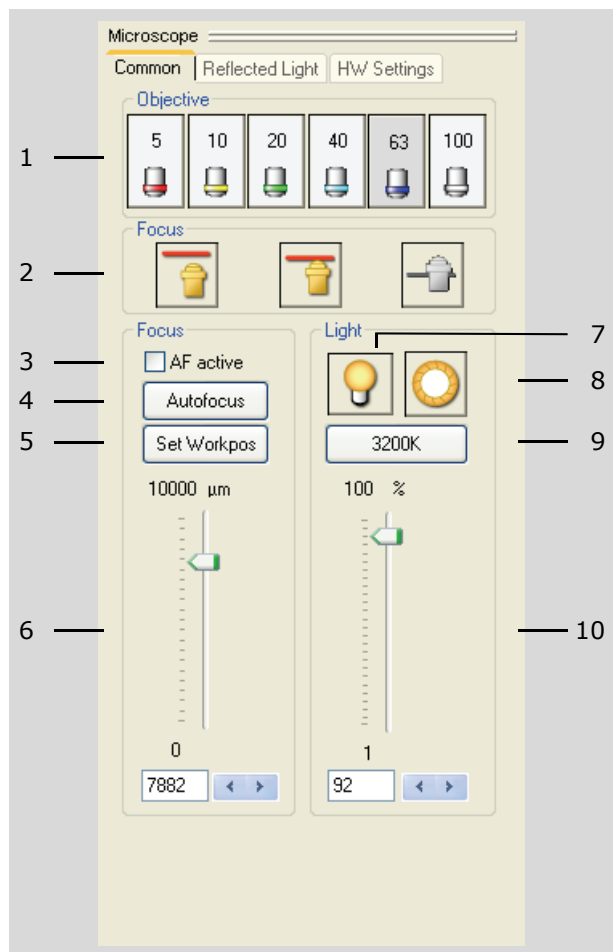 Microscope
Common Reflected Light HW Settings
Objective
1 5 10 20 40 63 100
Focus
2
Focus Light 7
3 AF active 8
4 Autofocus
5 Set Workpos 3200K 9
10000 µm 100 %
6 10
0 1
7882 92